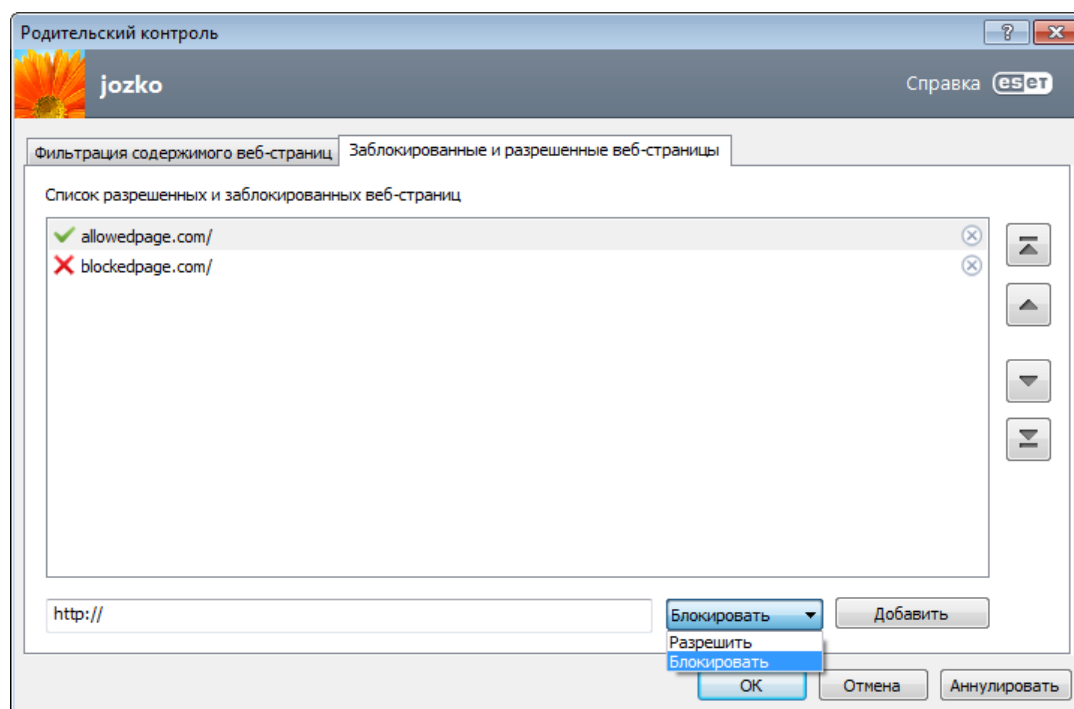 Родительский контроль
jozko
Справка eset
Фильтрация содержимого веб-страниц Заблокированные и разрешенные веб-страницы
Список разрешенных и заблокированных веб-страниц
allowedpage.com/
blockedpage.com/
http:// Блокировать Добавить
Разрешить
Блокировать
ОК Отмена Аннулировать